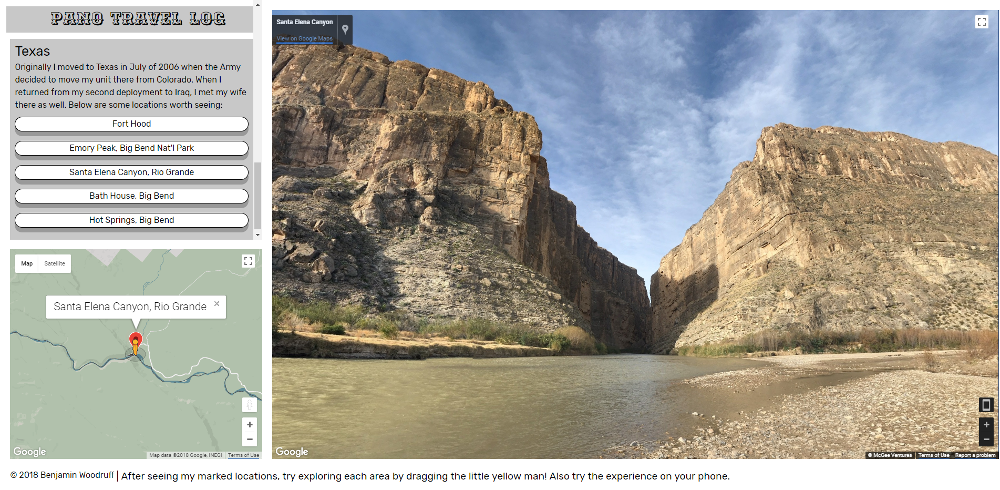 PANO TRAVEL LOG
Texas
Originally I moved to Texas in July of 2006 when the Army
decided to move my unit there from Colorado. When I
returned from my second deployment to Iraq, I met my wife
there as well. Below are some locations worth seeing:
Fort Hood
Emory Peak, Big Bend Nat'l Park
Santa Elena Canyon, Rio Grande
Bath House, Big Bend
Hot Springs, Big Bend
Map Satellite
Santa Elena Canyon, Rio Grande ×
+
−
Google
Map data ©2018 Google, INEGI Terms of Use
Santa Elena Canyon
View on Google Maps
+
−
Google
© McGee Ventures Terms of Use Report a problem
© 2018 Benjamin Woodruff | After seeing my marked locations, try exploring each area by dragging the little yellow man! Also try the experience on your phone.